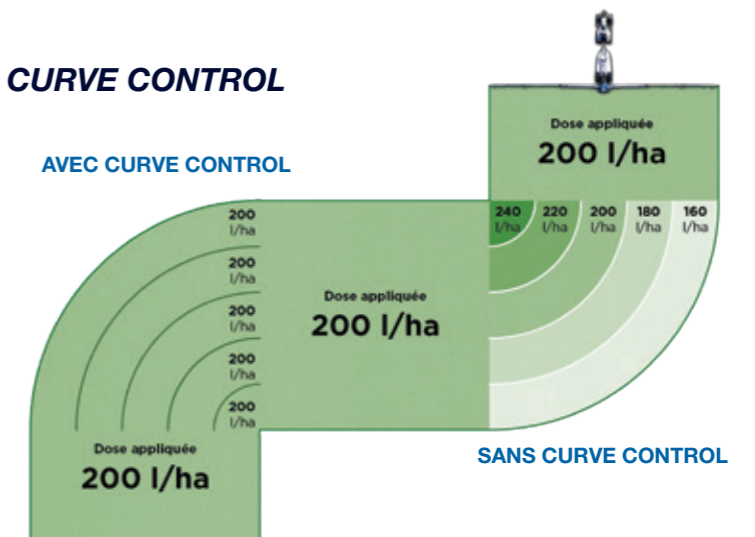 CURVE CONTROL
Dose appliquée
200 l/ha
AVEC CURVE CONTROL
240 220 200 180 160
l/ha l/ha l/ha l/ha l/ha
200
l/ha
200
l/ha
200
l/ha
200
l/ha
200
l/ha
Dose appliquée
200 l/ha
Dose appliquée
200 l/ha
SANS CURVE CONTROL